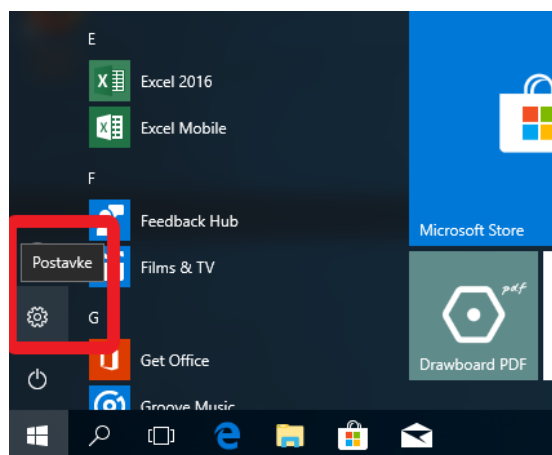 E
Excel 2016
Excel Mobile
F
Feedback Hub
Microsoft Store
Postavke
Films & TV
G
pdf
Get Office
Drawboard PDF
Groove Music